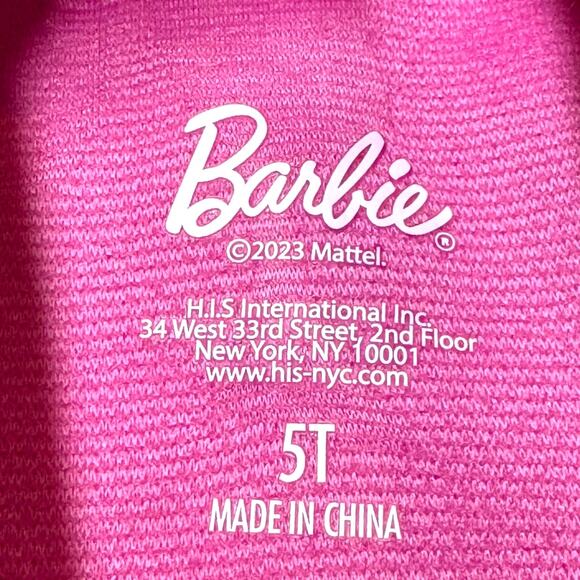 Barbie®
©2023 Mattel.
H.I.S International Inc.
34 West 33rd Street, 2nd Floor
New York, NY 10001
www.his-nyc.com
5T
MADE IN CHINA